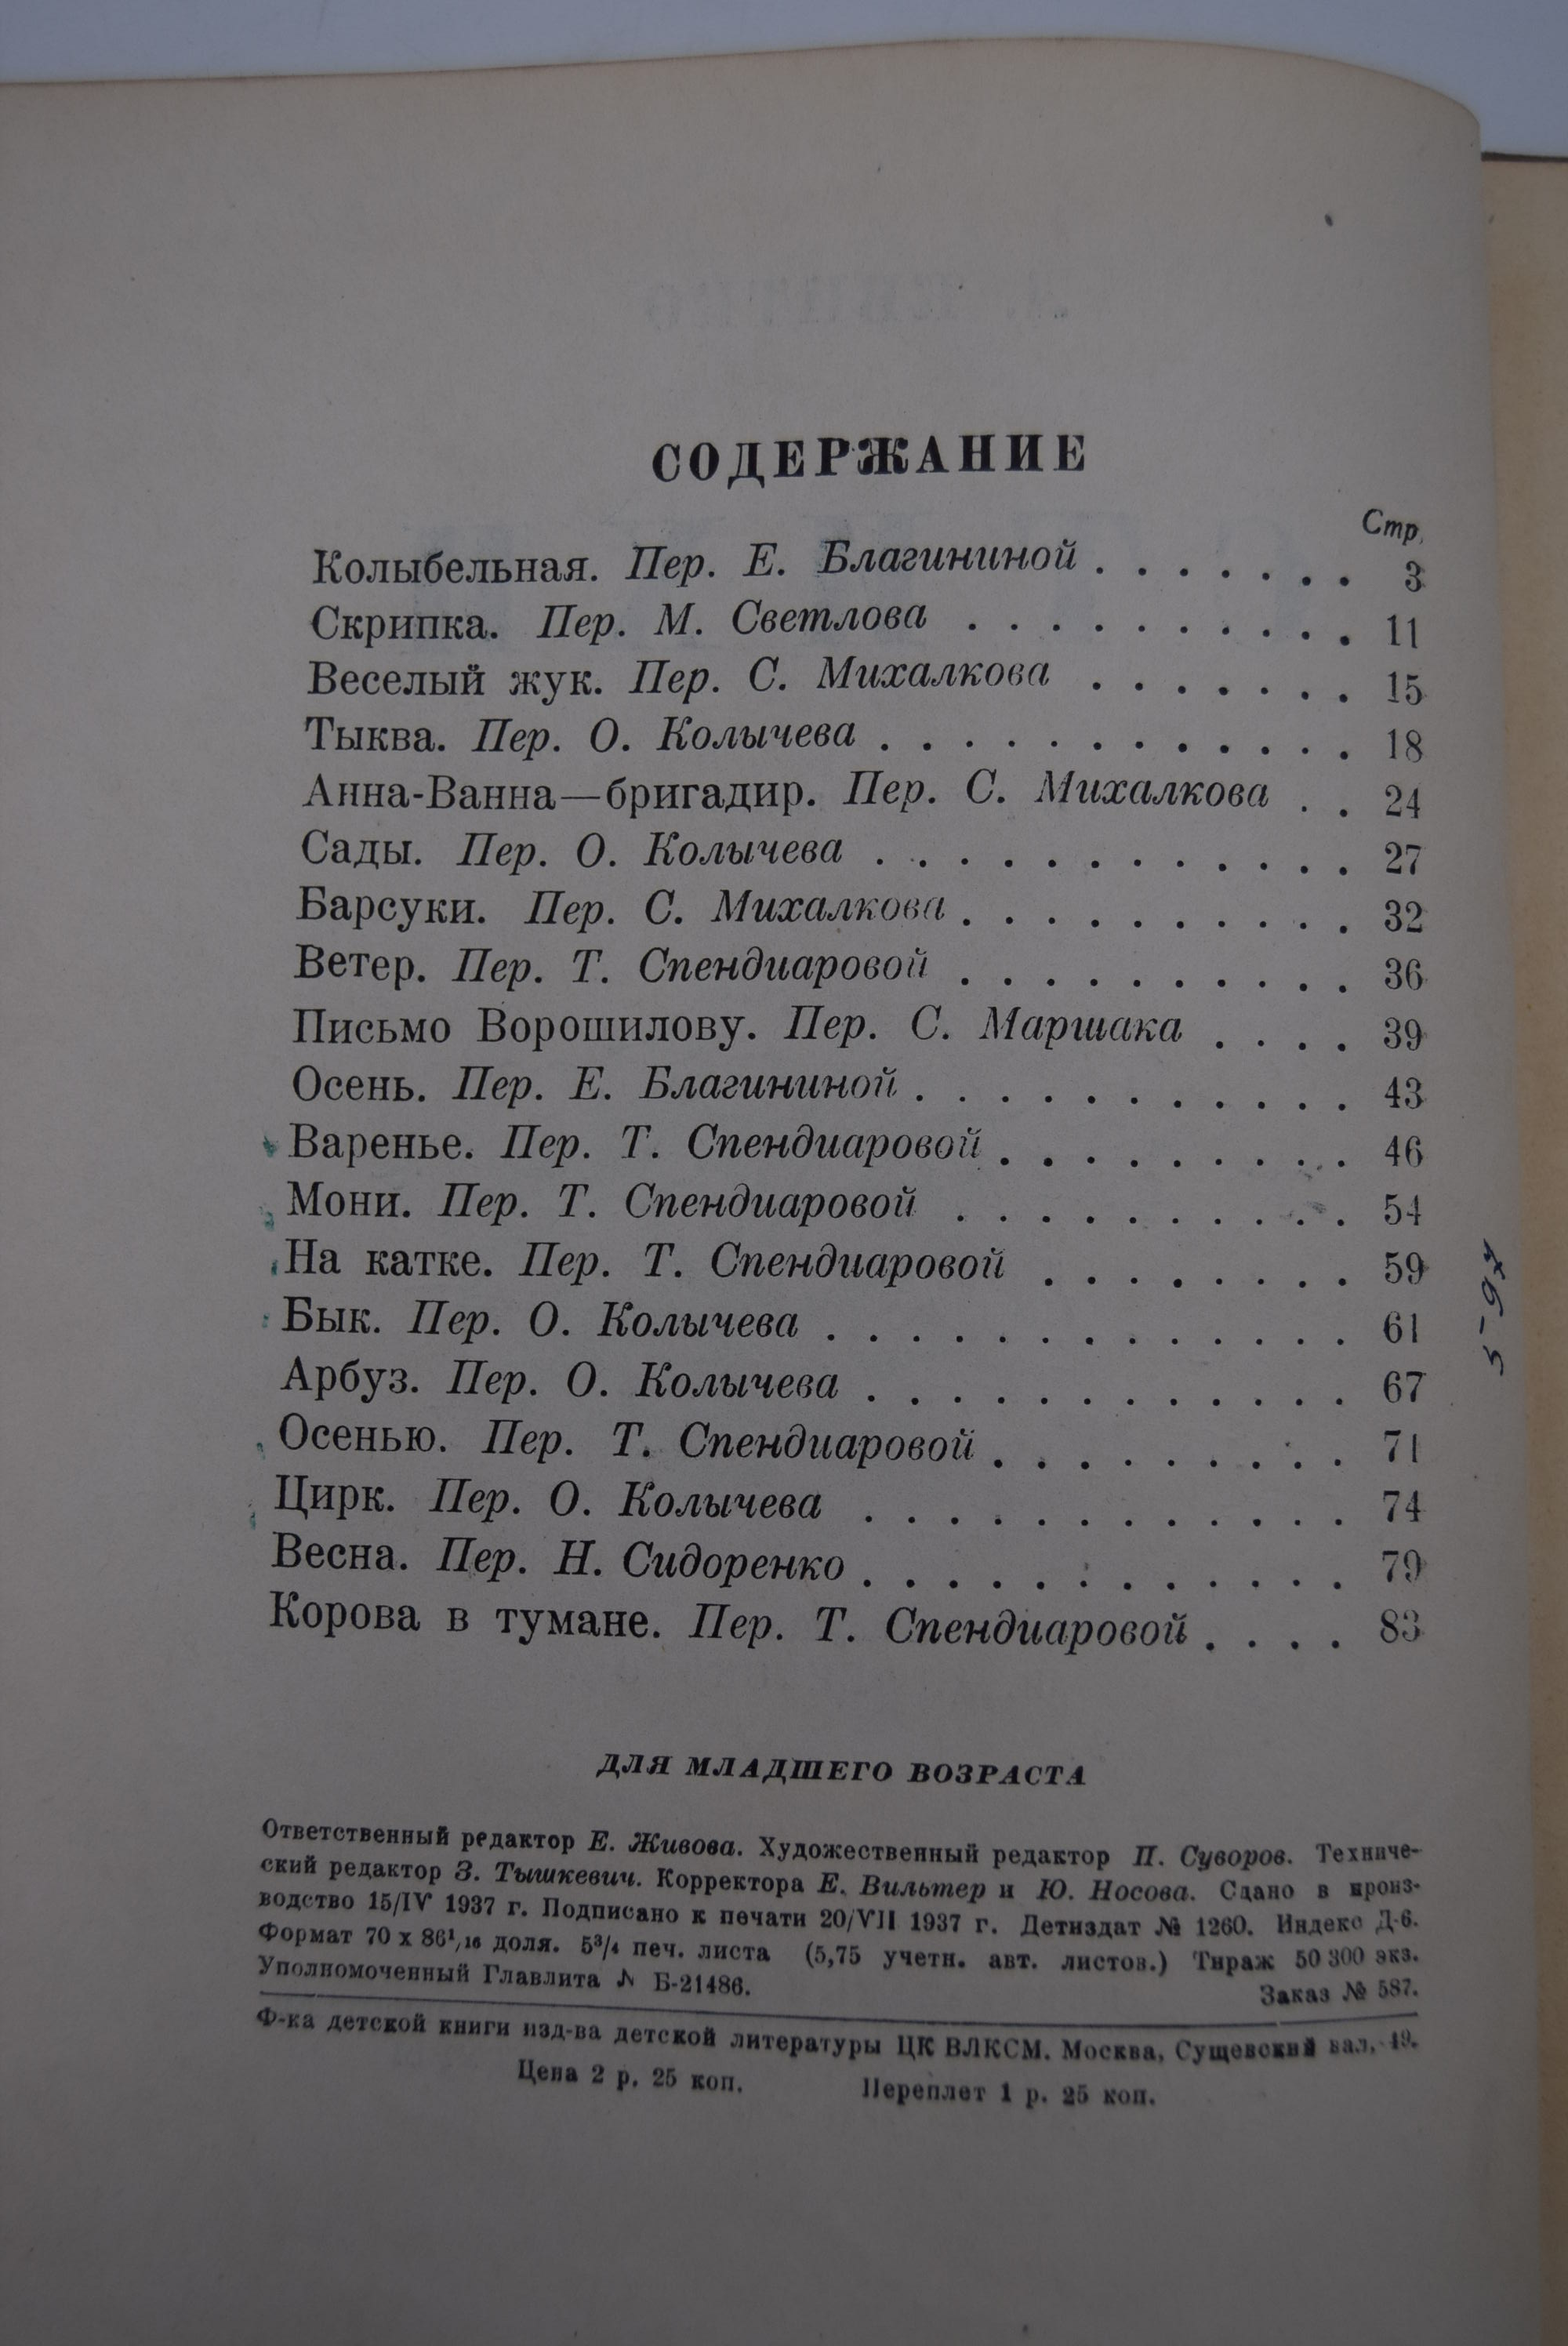 СОДЕРЖАНИЕ
Стр.
Колыбельная. Пер. Е. Благининой . . . . . . . 3
Скрипка. Пер. М. Светлова . . . . . . . . . . 11
Веселый жук. Пер. С. Михалкова . . . . . . . 15
Тыква. Пер. О. Колычева . . . . . . . . . . . . 18
Анна-Ванна—бригадир. Пер. С. Михалкова . . 24
Сады. Пер. О. Колычева . . . . . . . . . . . . 27
Барсуки. Пер. С. Михалкова . . . . . . . . . . 32
Ветер. Пер. Т. Спендиаровой . . . . . . . . . . 36
Письмо Ворошилову. Пер. С. Маршака . . . . 39
Осень. Пер. Е. Благининой . . . . . . . . . . . 43
Варенье. Пер. Т. Спендиаровой . . . . . . . . . 46
Мони. Пер. Т. Спендиаровой . . . . . . . . . . 54
На катке. Пер. Т. Спендиаровой . . . . . . . . 59
Бык. Пер. О. Колычева . . . . . . . . . . . . . 61
Арбуз. Пер. О. Колычева . . . . . . . . . . . . 67
Осенью. Пер. Т. Спендиаровой . . . . . . . . . 71
Цирк. Пер. О. Колычева . . . . . . . . . . . . 74
Весна. Пер. Н. Сидоренко . . . . . . . . . . . . 79
Корова в тумане. Пер. Т. Спендиаровой . . . . 83
ДЛЯ МЛАДШЕГО ВОЗРАСТА
Ответственный редактор Е. Живова. Художественный редактор П. Суворов. Техниче-
ский редактор З. Тышкевич. Корректора Е. Вильтер и Ю. Носова. Сдано в произ-
водство 15/IV 1937 г. Подписано к печати 20/VII 1937 г. Детиздат № 1260. Индекс Д-6.
Формат 70 х 86¹/₁₆ доля. 5³/₄ печ. листа (5,75 учетн. авт. листов.) Тираж 50 300 экз.
Уполномоченный Главлита № Б-21486. Заказ № 587.
Ф-ка детской книги изд-ва детской литературы ЦК ВЛКСМ. Москва, Сущевский вал, 49.
Цена 2 р. 25 коп. Переплет 1 р. 25 коп.